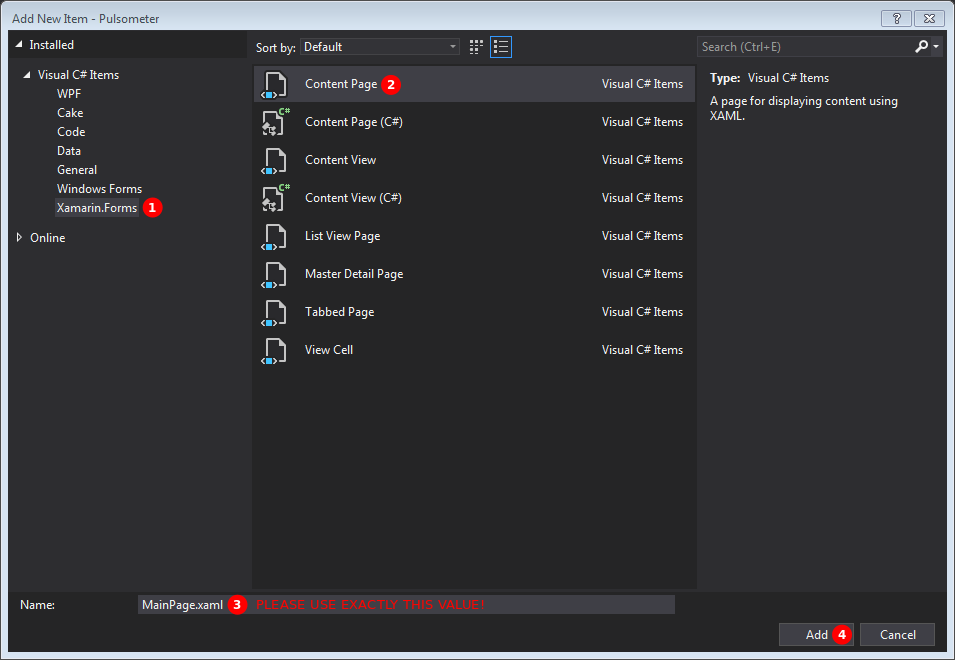 Add New Item - Pulsometer
?
Installed
Sort by: Default
Search (Ctrl+E)
Visual C# Items
WPF
Cake
Code
Data
General
Windows Forms
Xamarin.Forms 1
Online
Content Page 2 Visual C# Items
C# Content Page (C#) Visual C# Items
Content View Visual C# Items
C# Content View (C#) Visual C# Items
List View Page Visual C# Items
Master Detail Page Visual C# Items
Tabbed Page Visual C# Items
View Cell Visual C# Items
Type: Visual C# Items
A page for displaying content using
XAML.
Name: MainPage.xaml 3 PLEASE USE EXACTLY THIS VALUE!
Add 4 Cancel